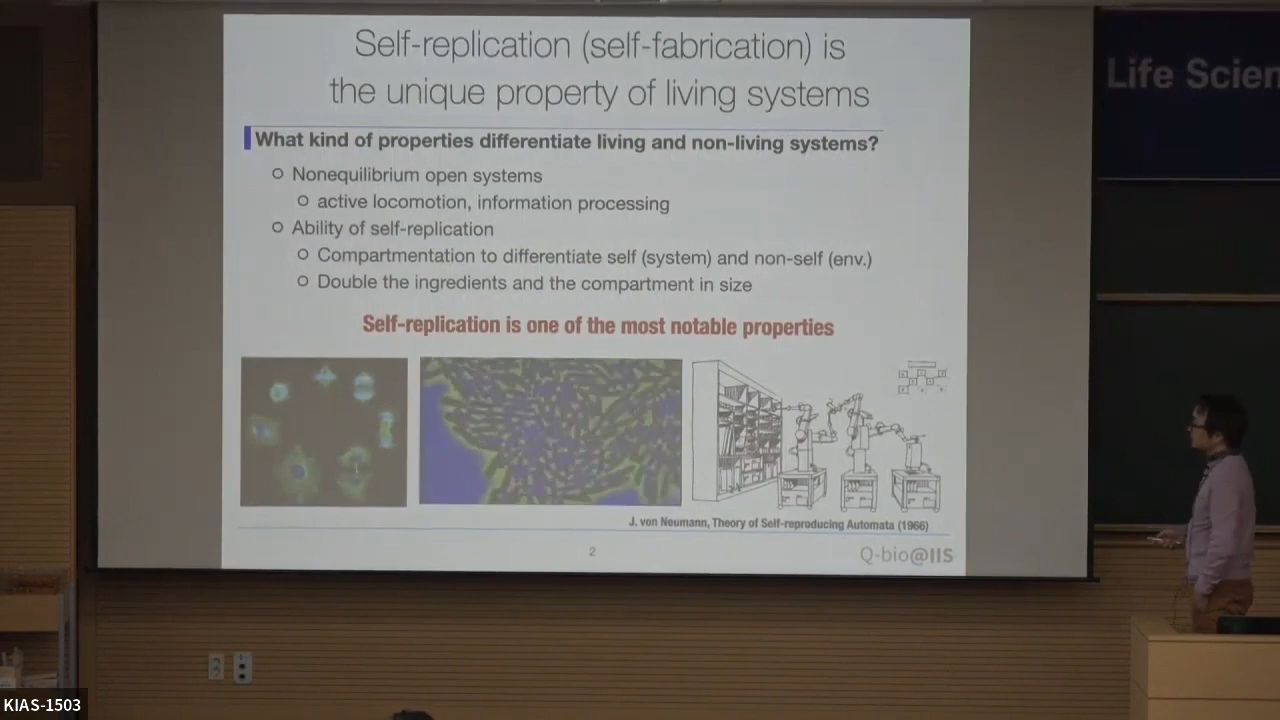 Self-replication (self-fabrication) is
the unique property of living systems
What kind of properties differentiate living and non-living systems?
Nonequilibrium open systems
active locomotion, information processing
Ability of self-replication
Compartmentation to differentiate self (system) and non-self (env.)
Double the ingredients and the compartment in size
Self-replication is one of the most notable properties
J. von Neumann, Theory of Self-reproducing Automata (1966)
2
Q-bio@IIS
Life Scien
KIAS-1503